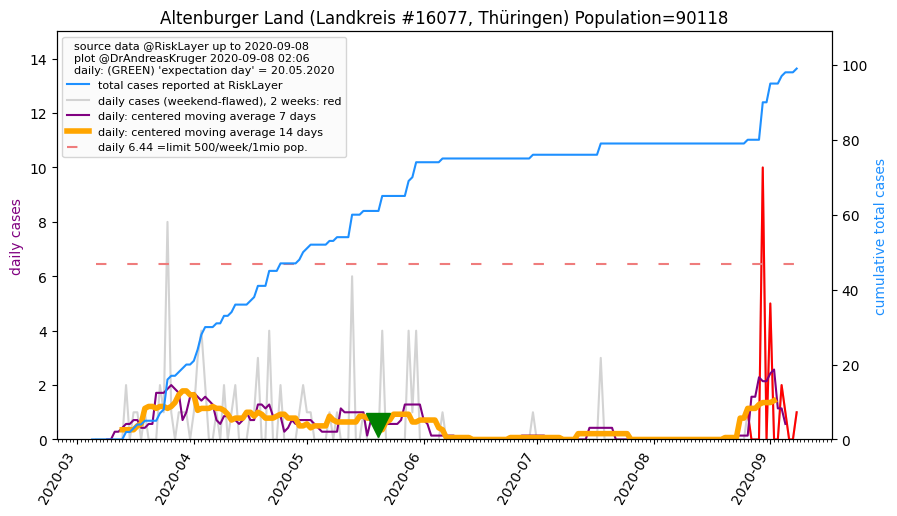 Altenburger Land (Landkreis #16077, Thüringen) Population=90118
source data @RiskLayer up to 2020-09-08
plot @DrAndreasKruger 2020-09-08 02:06
daily: (GREEN) 'expectation day' = 20.05.2020
total cases reported at RiskLayer
daily cases (weekend-flawed), 2 weeks: red
daily: centered moving average 7 days
daily: centered moving average 14 days
daily 6.44 =limit 500/week/1mio pop.
daily cases
14
12
10
8
6
4
2
0
cumulative total cases
100
80
60
40
20
0
2020-03
2020-04
2020-05
2020-06
2020-07
2020-08
2020-09